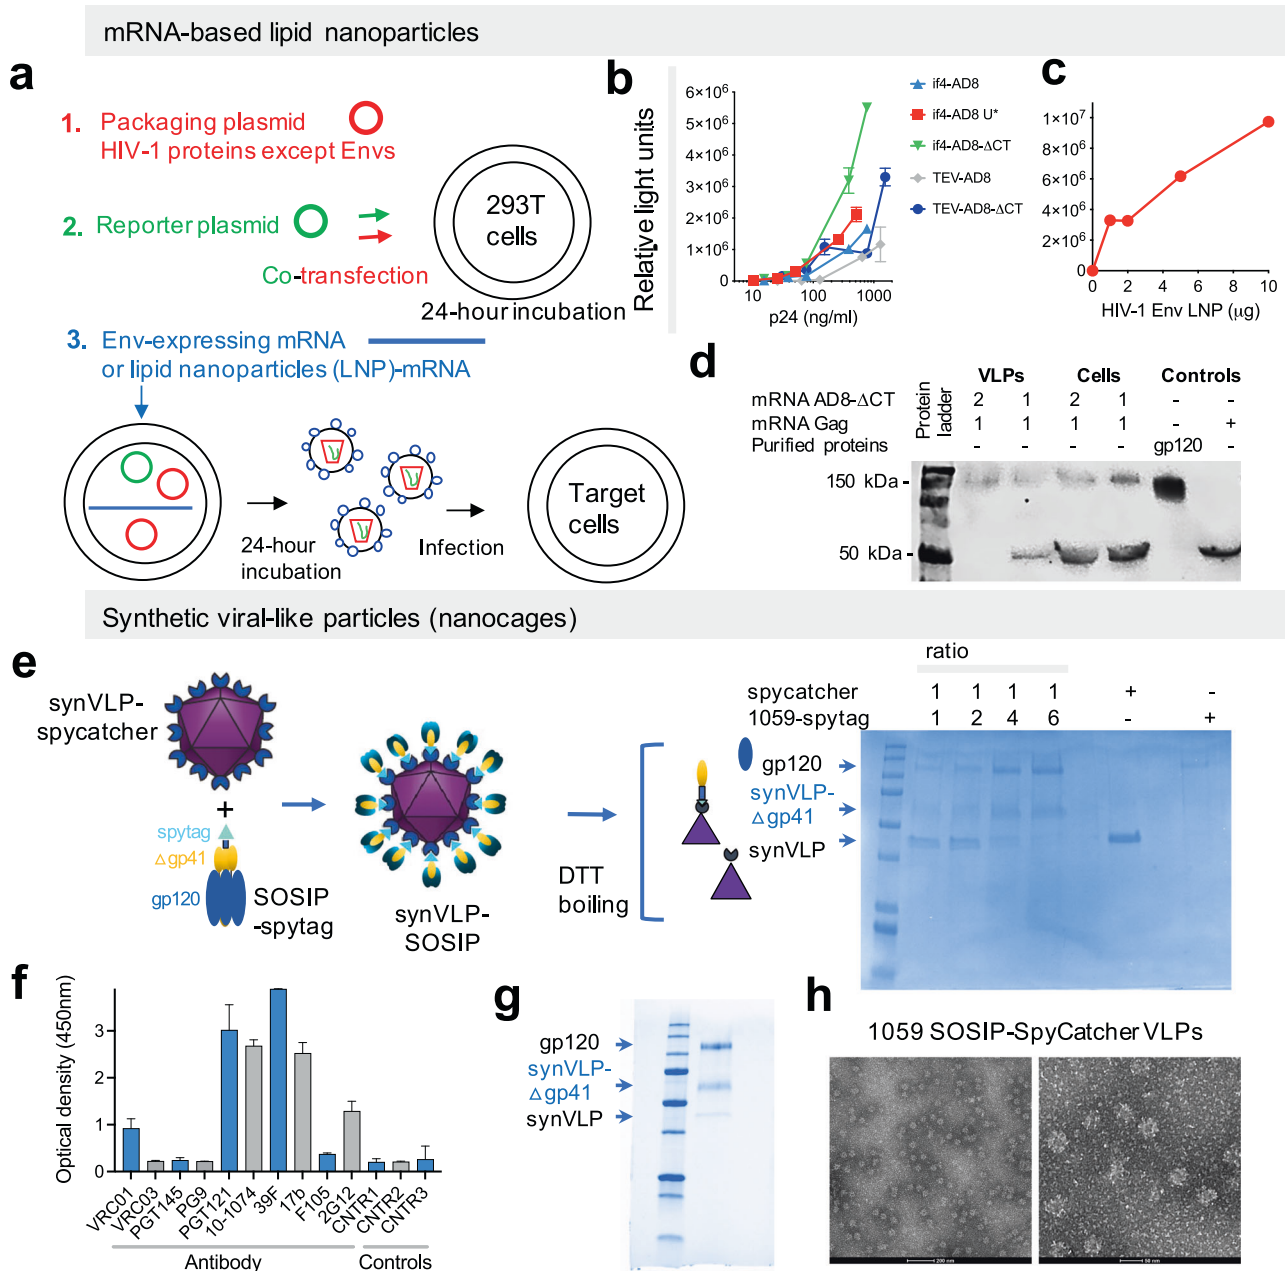 mRNA-based lipid nanoparticles
a
1. Packaging plasmid
HIV-1 proteins except Envs
2. Reporter plasmid
Co-transfection
293T
cells
24-hour incubation
3. Env-expressing mRNA
or lipid nanoparticles (LNP)-mRNA
24-hour
incubation
Infection
Target
cells
b
Relative light units
6×10⁶
5×10⁶
4×10⁶
3×10⁶
2×10⁶
1×10⁶
0
10 100 1000
p24 (ng/ml)
if4-AD8
if4-AD8 U*
if4-AD8-ΔCT
TEV-AD8
TEV-AD8-ΔCT
c
1×10⁷
8×10⁶
6×10⁶
4×10⁶
2×10⁶
0
0 2 4 6 8 10
HIV-1 Env LNP (μg)
d
Protein
ladder
VLPs Cells Controls
mRNA AD8-ΔCT 2 1 2 1 - -
mRNA Gag 1 1 1 1 - +
Purified proteins - - - - gp120 -
150 kDa
50 kDa
Synthetic viral-like particles (nanocages)
e
synVLP-
spycatcher
+
spytag
Δgp41
gp120
SOSIP
-spytag
synVLP-
SOSIP
DTT
boiling
ratio
spycatcher 1 1 1 1 + -
1059-spytag 1 2 4 6 - +
gp120
synVLP-
Δgp41
synVLP
f
Optical density (450nm)
3
2
1
0
VRC01
VRC03
PGT145
PG9
PGT121
10-1074
39F
17b
F105
2G12
CNTR1
CNTR2
CNTR3
Antibody Controls
g
gp120
synVLP-
Δgp41
synVLP
h
1059 SOSIP-SpyCatcher VLPs
200 nm
50 nm